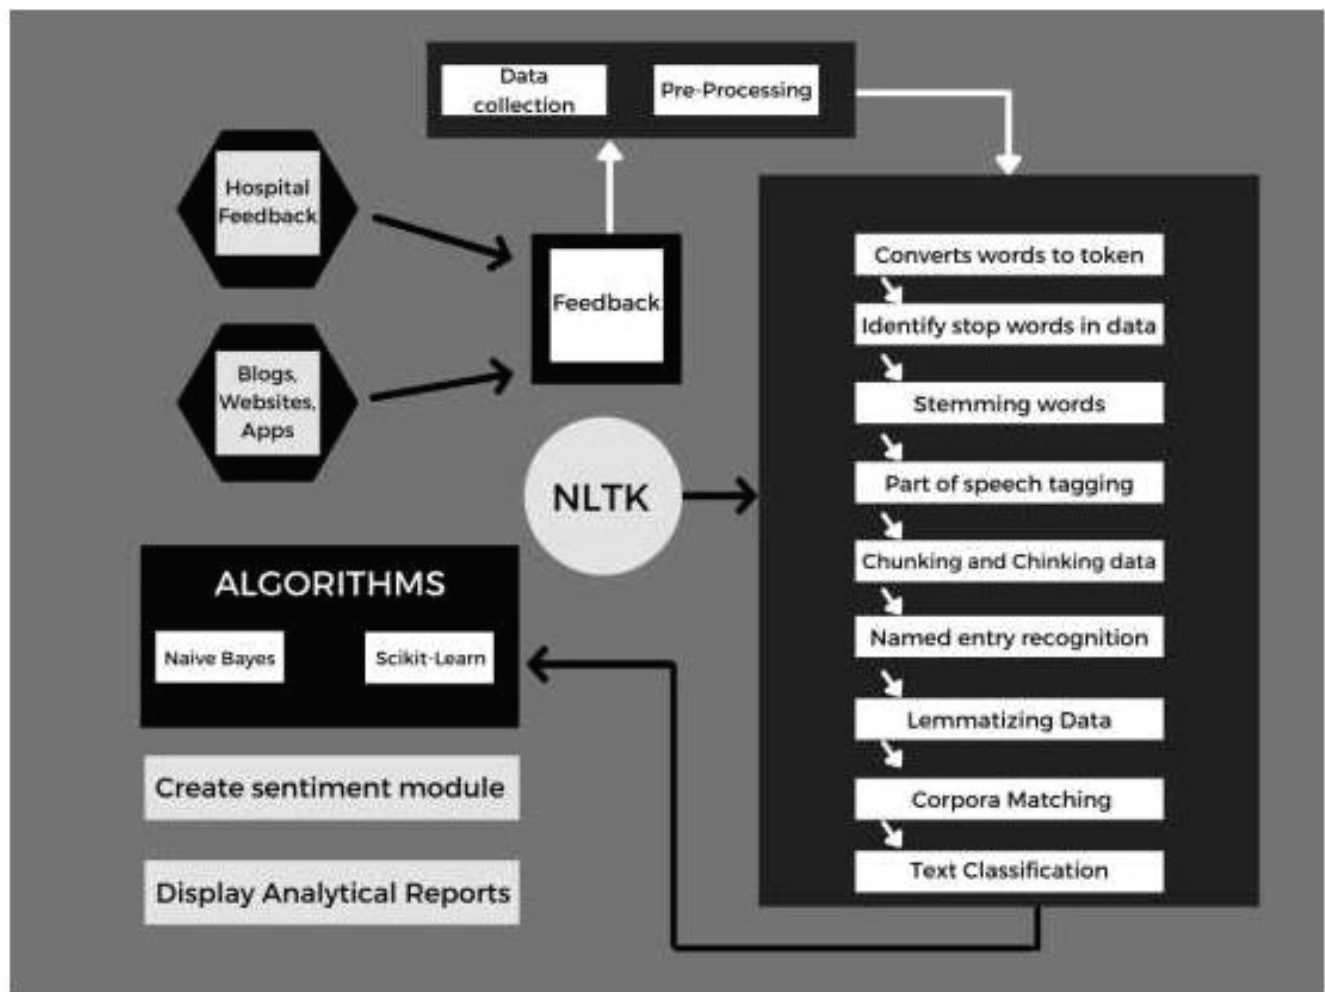 Data
collection
Pre-Processing
Hospital
Feedback
Feedback
Blogs,
Websites,
Apps
NLTK
Converts words to token
Identify stop words in data
Stemming words
Part of speech tagging
Chunking and Chinking data
Named entry recognition
Lemmatizing Data
Corpora Matching
Text Classification
ALGORITHMS
Naive Bayes
Scikit-Learn
Create sentiment module
Display Analytical Reports